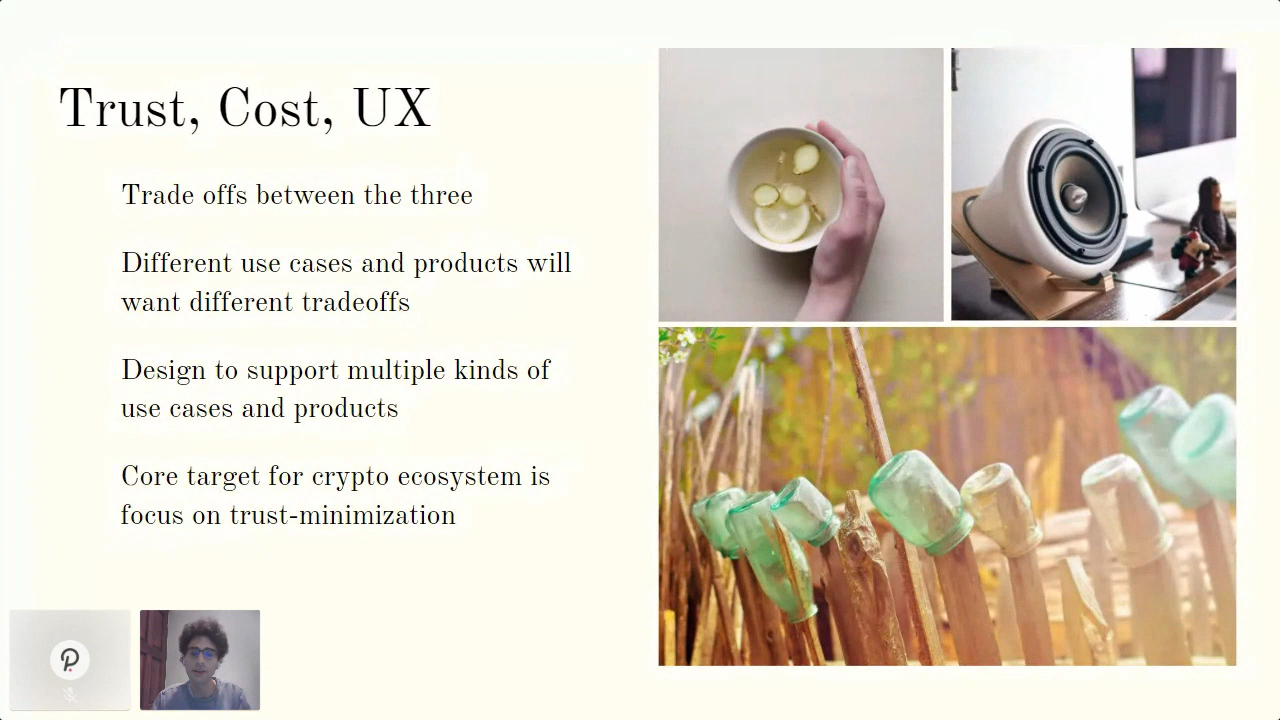 Trust, Cost, UX
Trade offs between the three
Different use cases and products will
want different tradeoffs
Design to support multiple kinds of
use cases and products
Core target for crypto ecosystem is
focus on trust-minimization